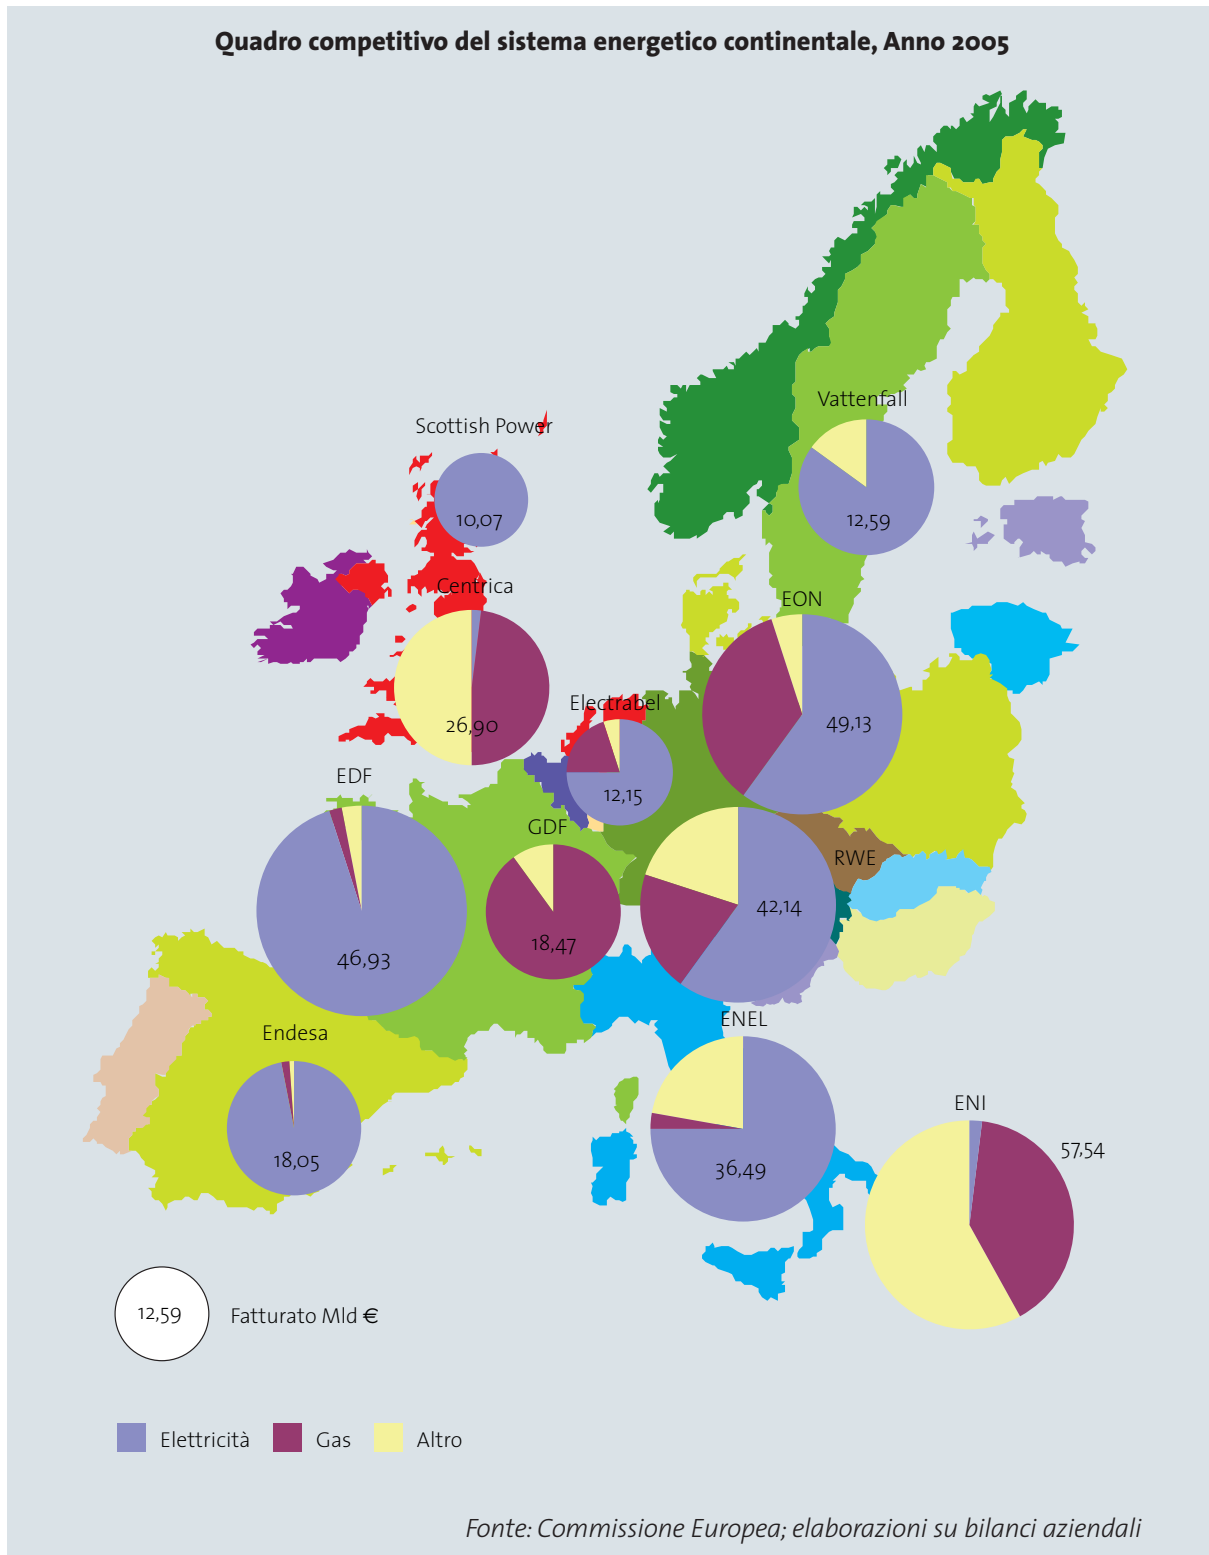 Quadro competitivo del sistema energetico continentale, Anno 2005
Vattenfall
12,59
Scottish Power
10,07
Centrica
26,90
EON
49,13
Electrabel
12,15
EDF
46,93
GDF
18,47
RWE
42,14
Endesa
18,05
ENEL
36,49
ENI
57,54
12,59
Fatturato Mld €
Elettricità
Gas
Altro
Fonte: Commissione Europea; elaborazioni su bilanci aziendali